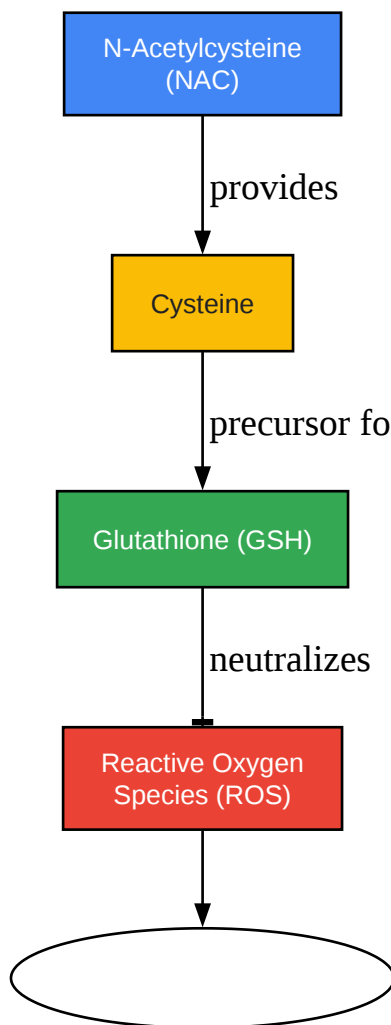 N-Acetylcysteine
(NAC)
provides
Cysteine
precursor fo
Glutathione (GSH)
neutralizes
Reactive Oxygen
Species (ROS)